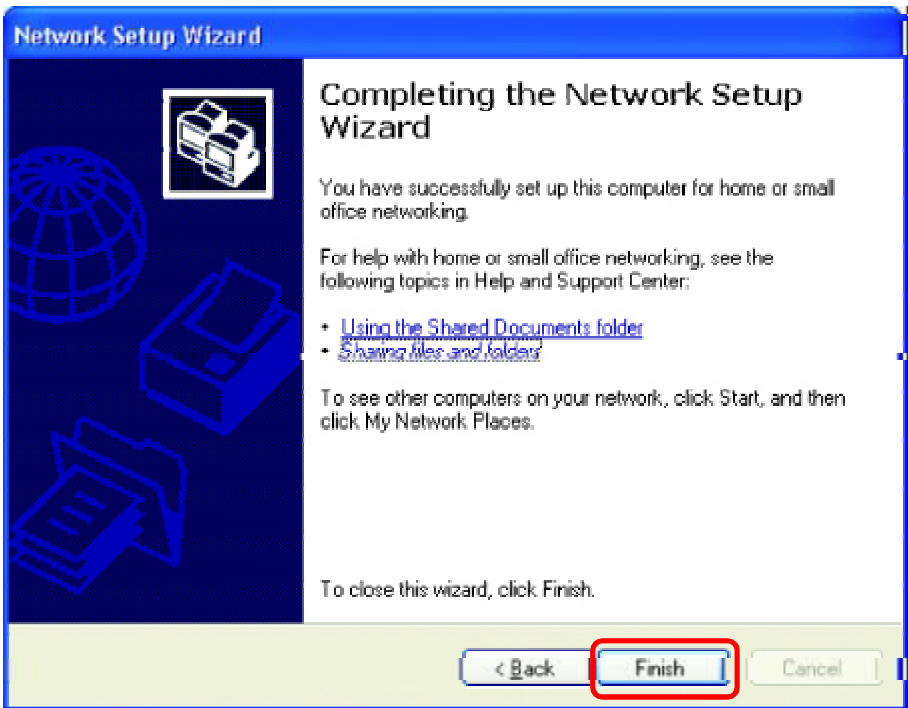 Network Setup Wizard
Completing the Network Setup
Wizard
You have successfully set up this computer for home or small
office networking.
For help with home or small office networking, see the
following topics in Help and Support Center:
• Using the Shared Documents folder
• Sharing files and folders
To see other computers on your network, click Start, and then
click My Network Places.
To close this wizard, click Finish.
< Back Finish Cancel